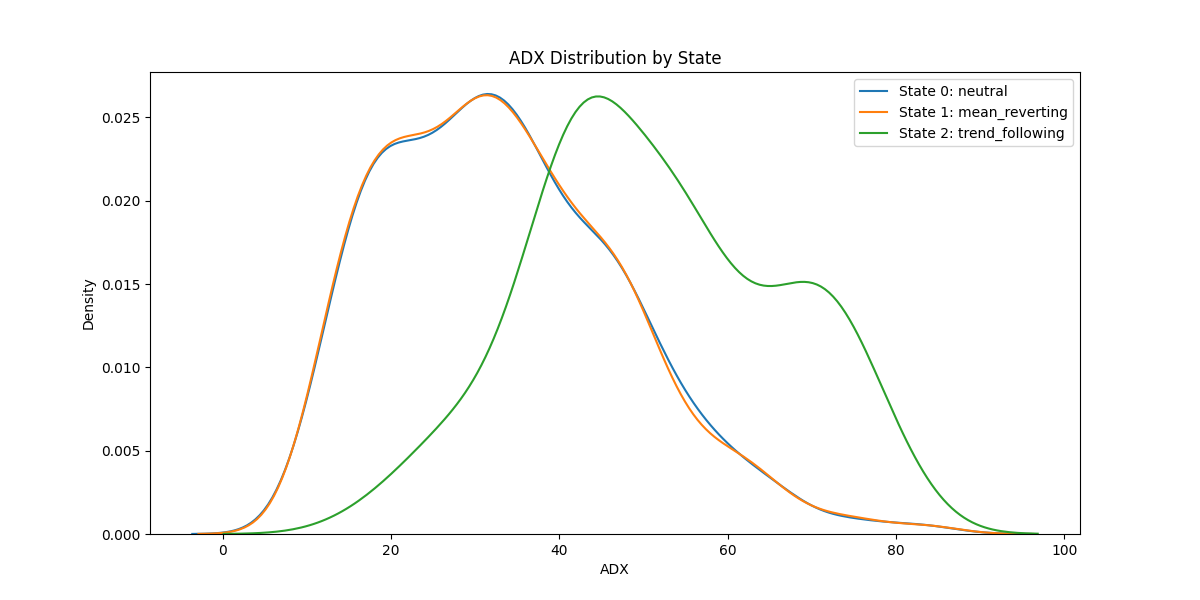 ADX Distribution by State
State 0: neutral
State 1: mean_reverting
State 2: trend_following
Density
0.025
0.020
0.015
0.010
0.005
0.000
0 20 40 60 80 100
ADX